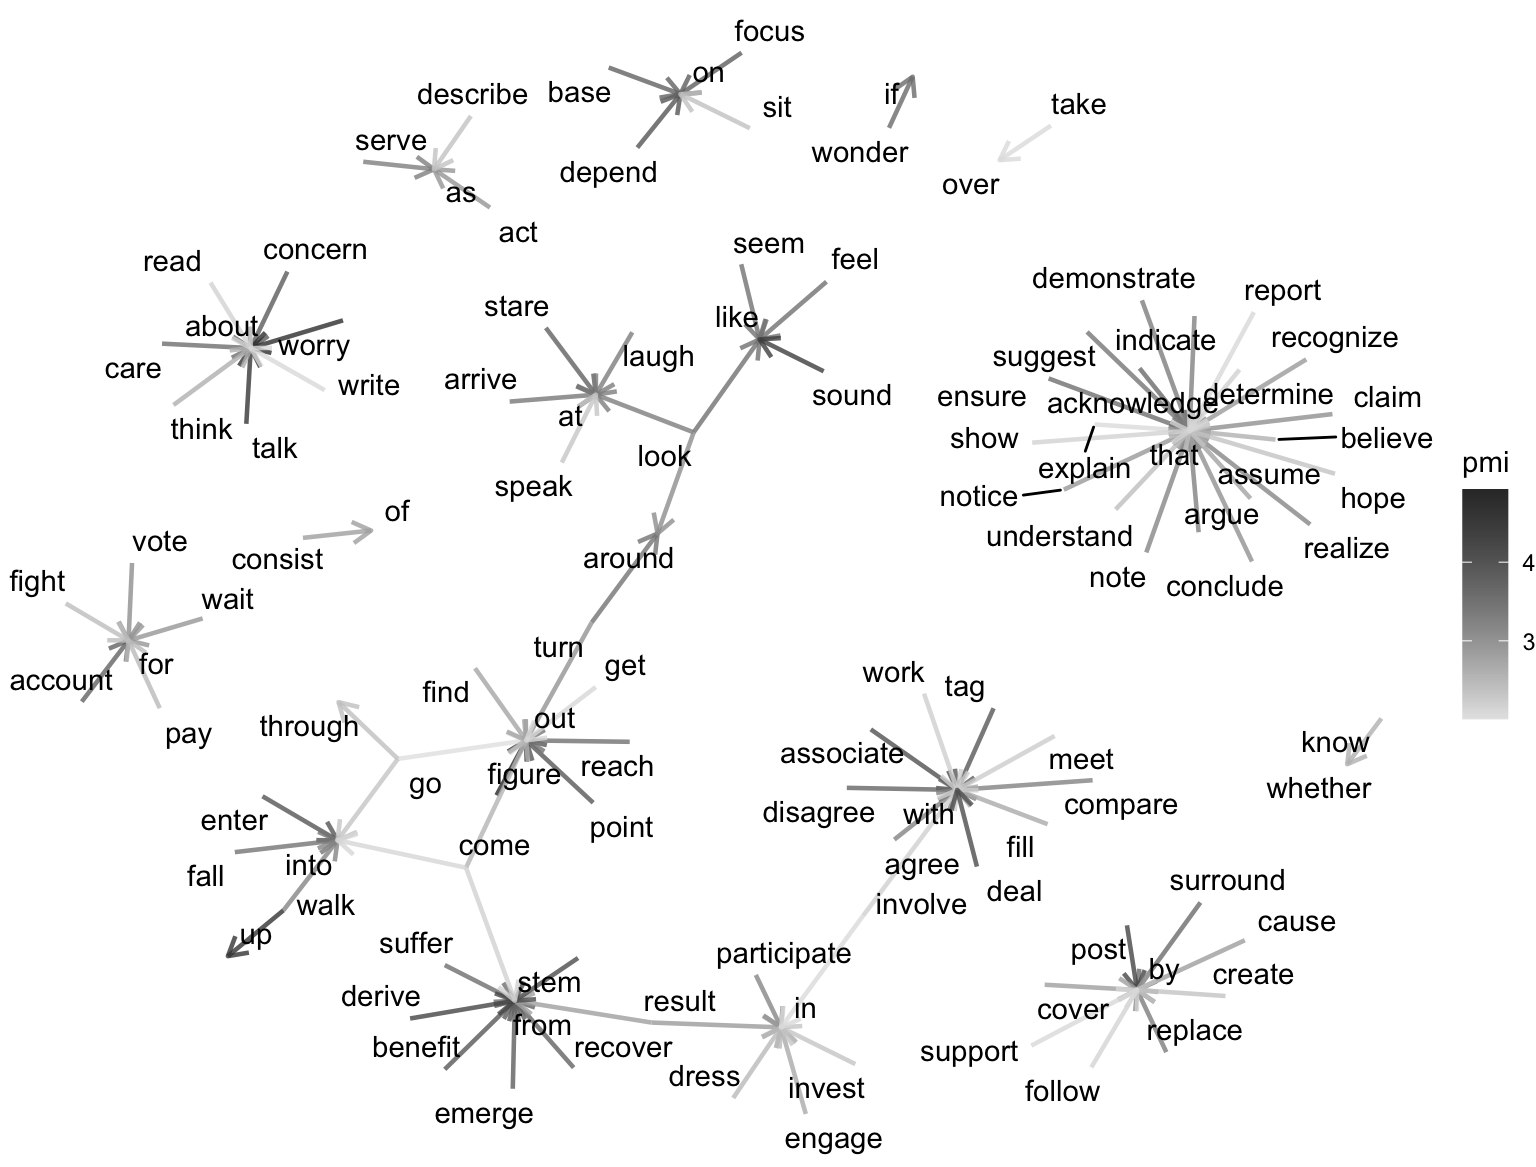 focus
on
describe
base
if
sit
take
serve
wonder
depend
over
as
act
seem
concern
read
feel
demonstrate
report
stare
like
about
indicate
recognize
worry
laugh
suggest
care
arrive
write
sound
ensure
acknowledge
determine
claim
at
think
show
believe
talk
look
that
explain
assume
speak
notice
hope
of
argue
vote
understand
consist
around
realize
fight
note
conclude
wait
turn
for
get
account
work
tag
find
out
through
pay
know
associate
meet
figure
reach
go
whether
compare
disagree
with
enter
point
come
fill
into
agree
fall
surround
deal
walk
involve
cause
up
suffer
post
participate
by
create
stem
derive
result
in
cover
from
replace
benefit
recover
support
dress
invest
follow
emerge
engage
pmi
4
3